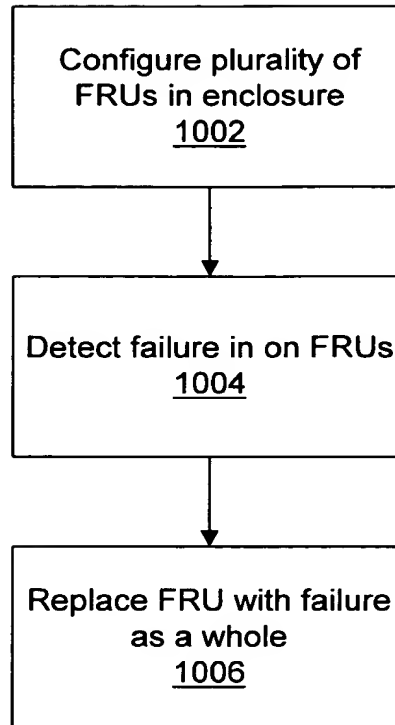 Configure plurality of
FRUs in enclosure
1002
Detect failure in on FRUs
1004
Replace FRU with failure
as a whole
1006